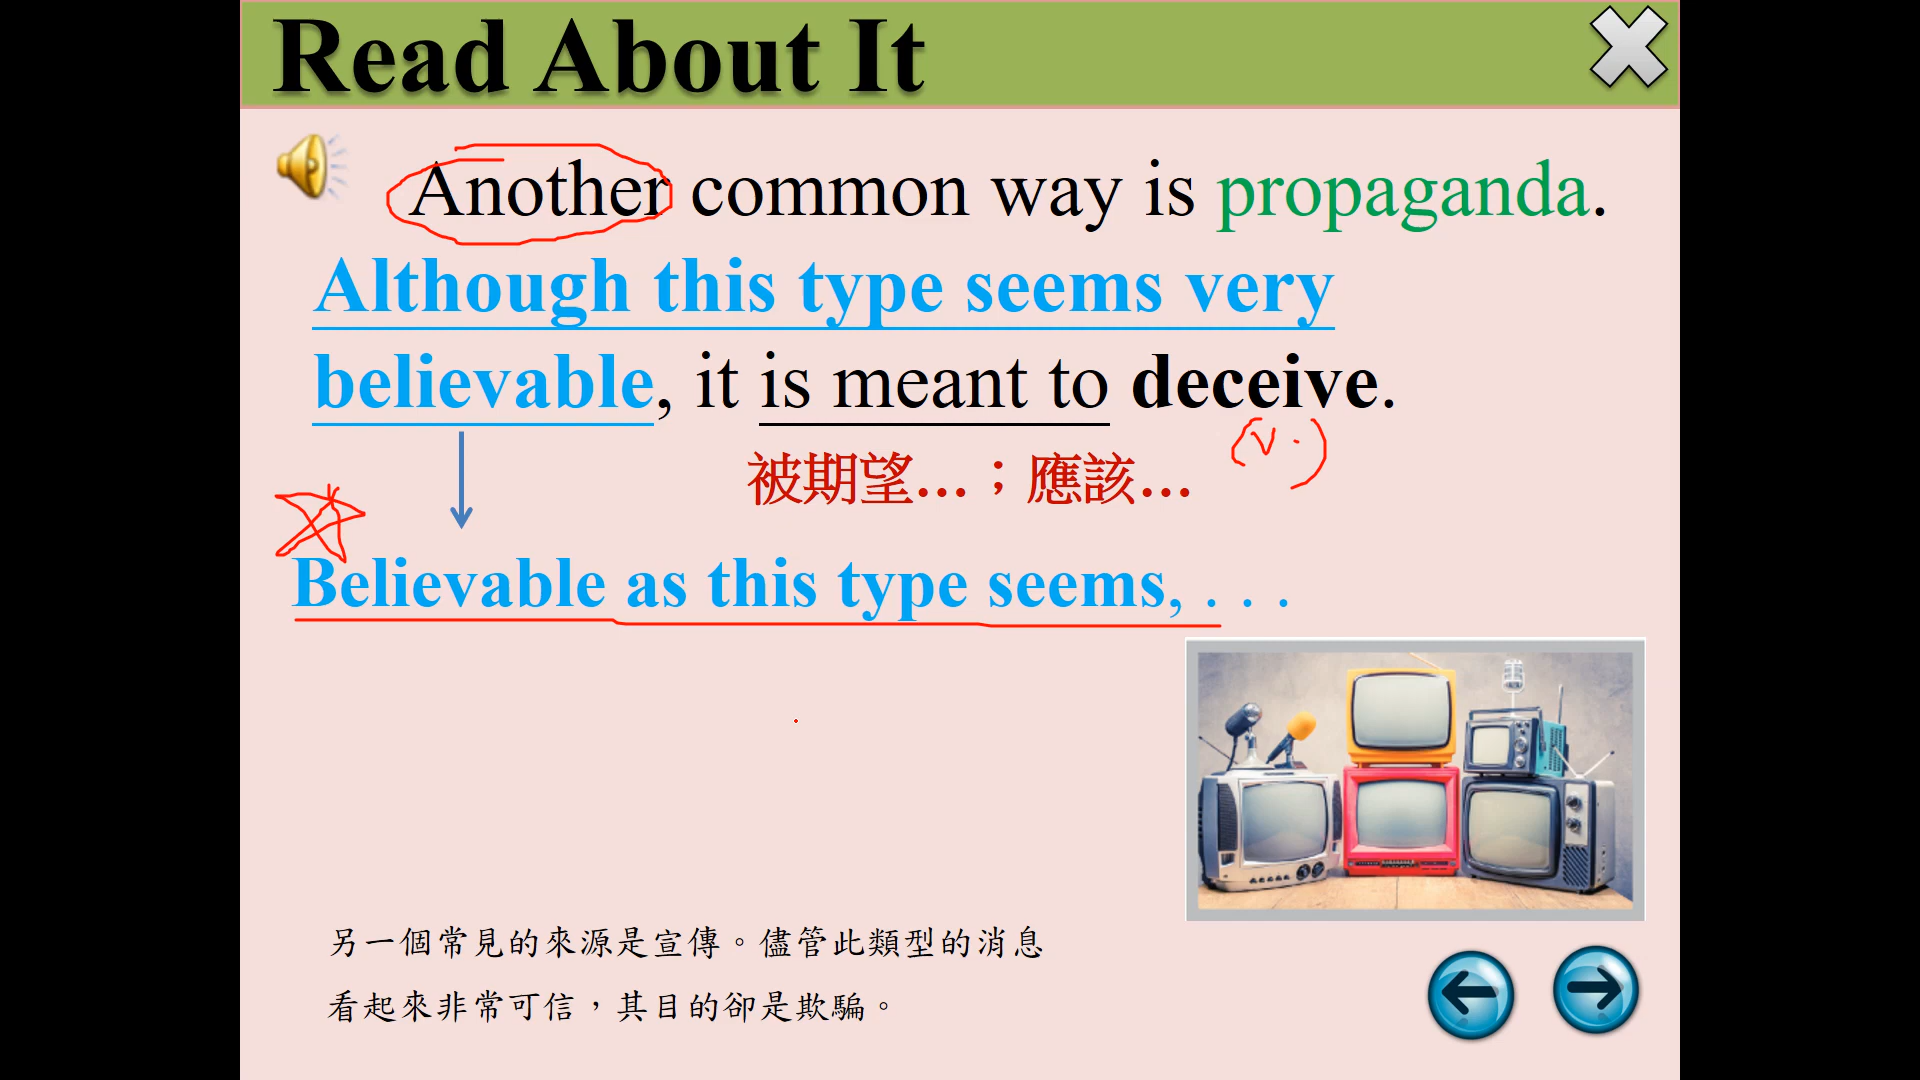 Read About It
Another common way is propaganda.
Although this type seems very
believable, it is meant to deceive.
(v.)
被期望…；應該…
Believable as this type seems, . . .
另一個常見的來源是宣傳。儘管此類型的消息
看起來非常可信，其目的卻是欺騙。